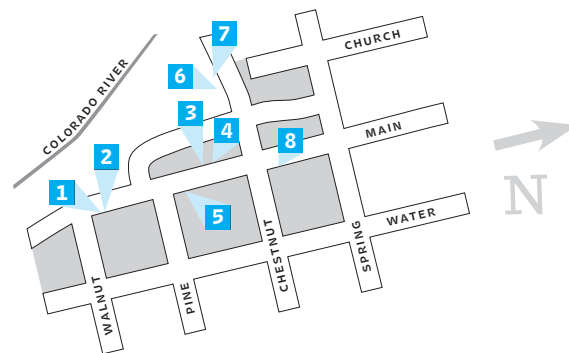 7
CHURCH
COLORADO RIVER
6
3
4
MAIN
8
2
1
N
5
WATER
CHESTNUT
SPRING
WALNUT
PINE